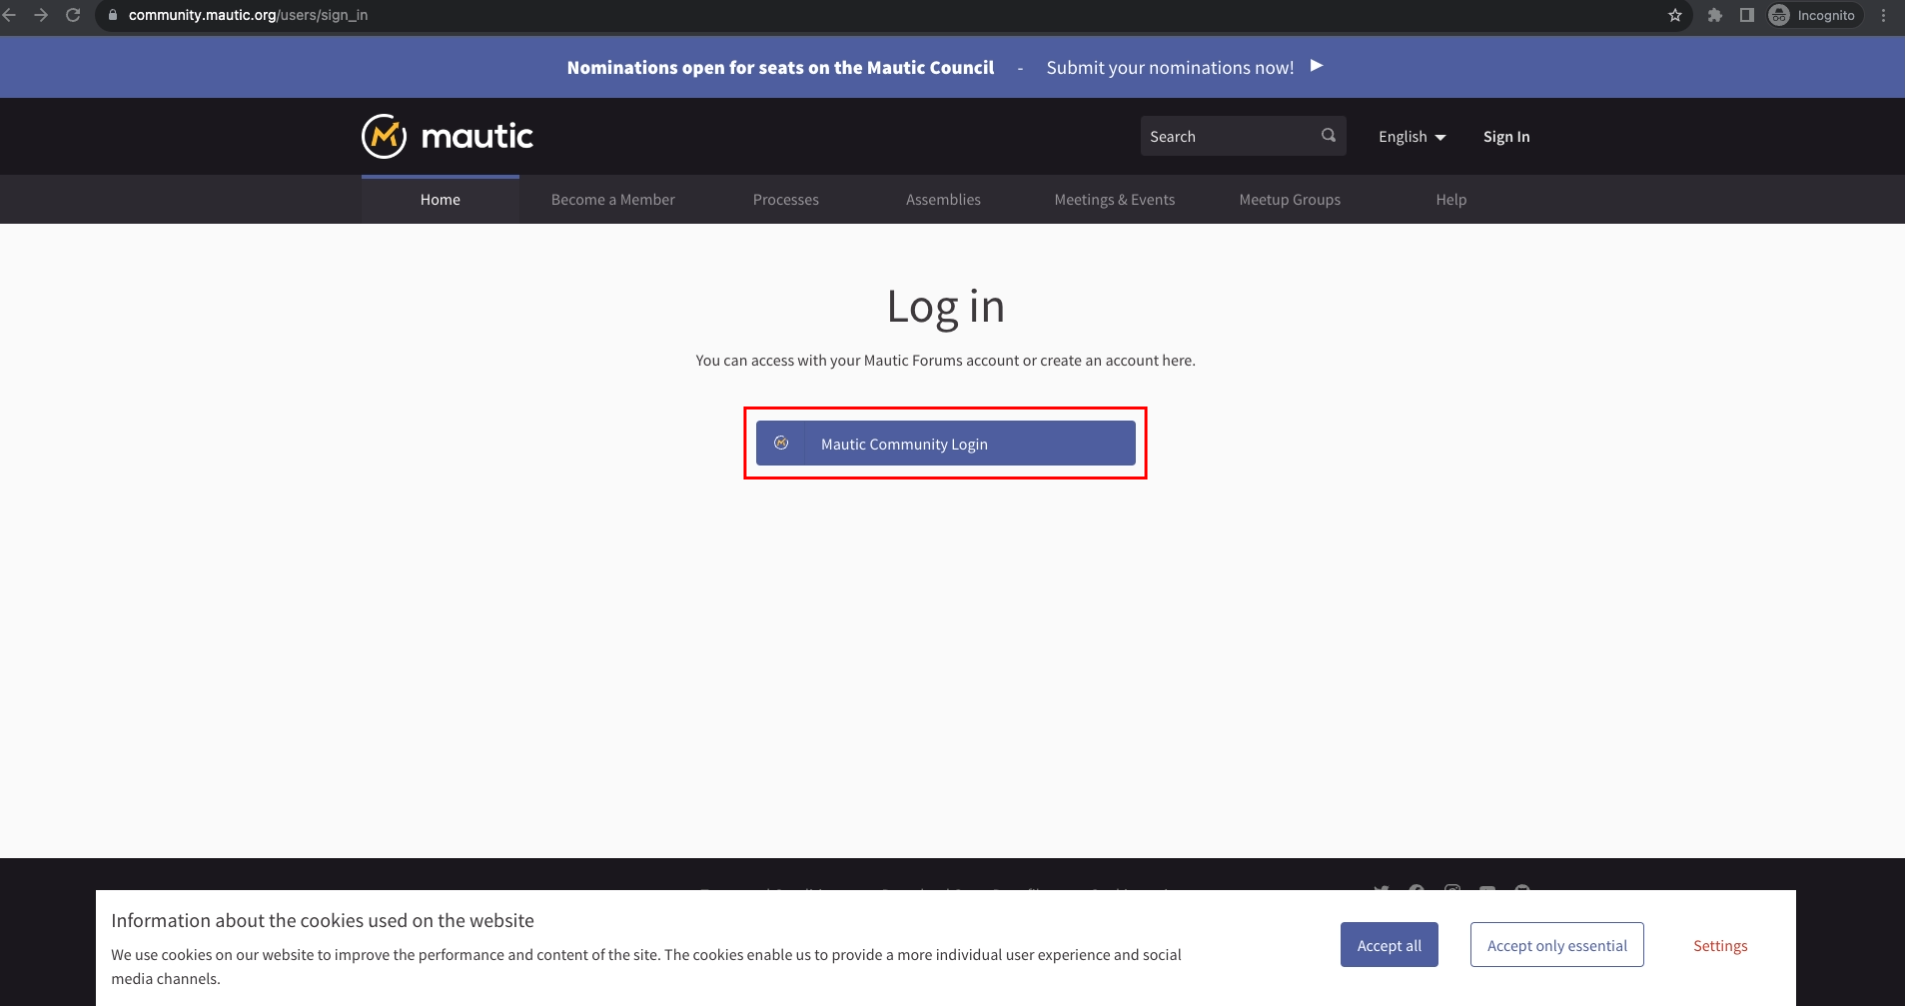 community.mautic.org/users/sign_in
Incognito
Nominations open for seats on the Mautic Council - Submit your nominations now!
mautic
Search
English
Sign In
Home
Become a Member
Processes
Assemblies
Meetings & Events
Meetup Groups
Help
Log in
You can access with your Mautic Forums account or create an account here.
Mautic Community Login
Information about the cookies used on the website
We use cookies on our website to improve the performance and content of the site. The cookies enable us to provide a more individual user experience and social
media channels.
Accept all
Accept only essential
Settings